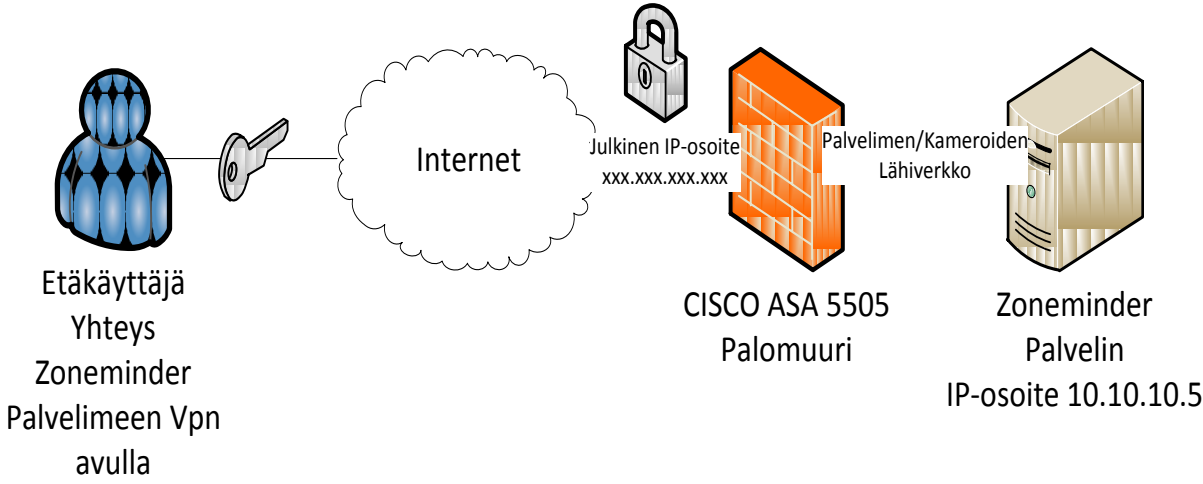 Internet
Julkinen IP-osoite
xxx.xxx.xxx.xxx
Palvelimen/Kameroiden
Lähiverkko
Etäkäyttäjä
Yhteys
Zoneminder
Palvelimeen Vpn
avulla
CISCO ASA 5505
Palomuuri
Zoneminder
Palvelin
IP-osoite 10.10.10.5